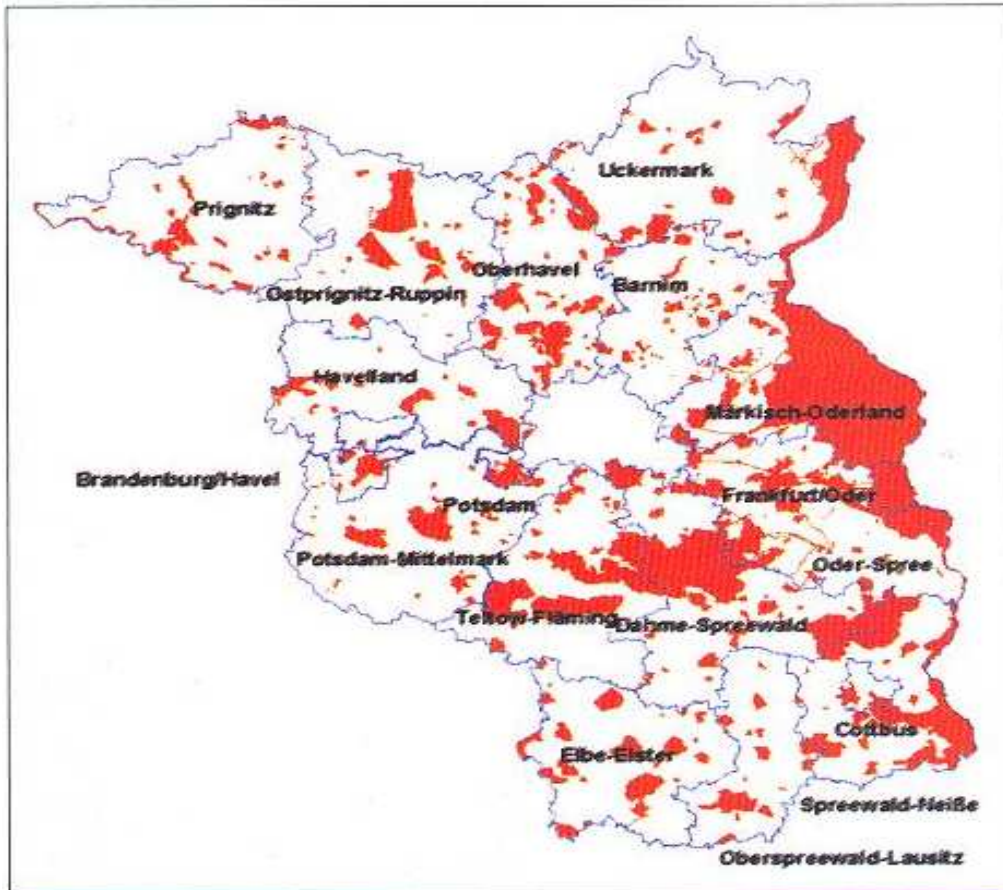 Uckermark
Prignitz
Oberhavel
Barnim
Ostprignitz-Ruppin
Havelland
Märkisch-Oderland
Brandenburg/Havel
Potsdam
Frankfurt/Oder
Potsdam-Mittelmark
Oder-Spree
Teltow-Fläming
Dahme-Spreewald
Cottbus
Elbe-Elster
Spreewald-Neiße
Oberspreewald-Lausitz